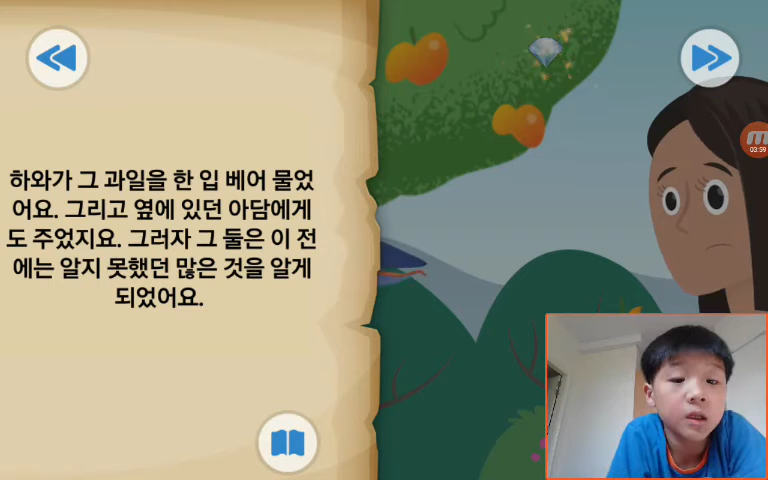 하와가 그 과일을 한 입 베어 물었
어요. 그리고 옆에 있던 아담에게
도 주었지요. 그러자 그 둘은 이 전
에는 알지 못했던 많은 것을 알게
되었어요.
03:59